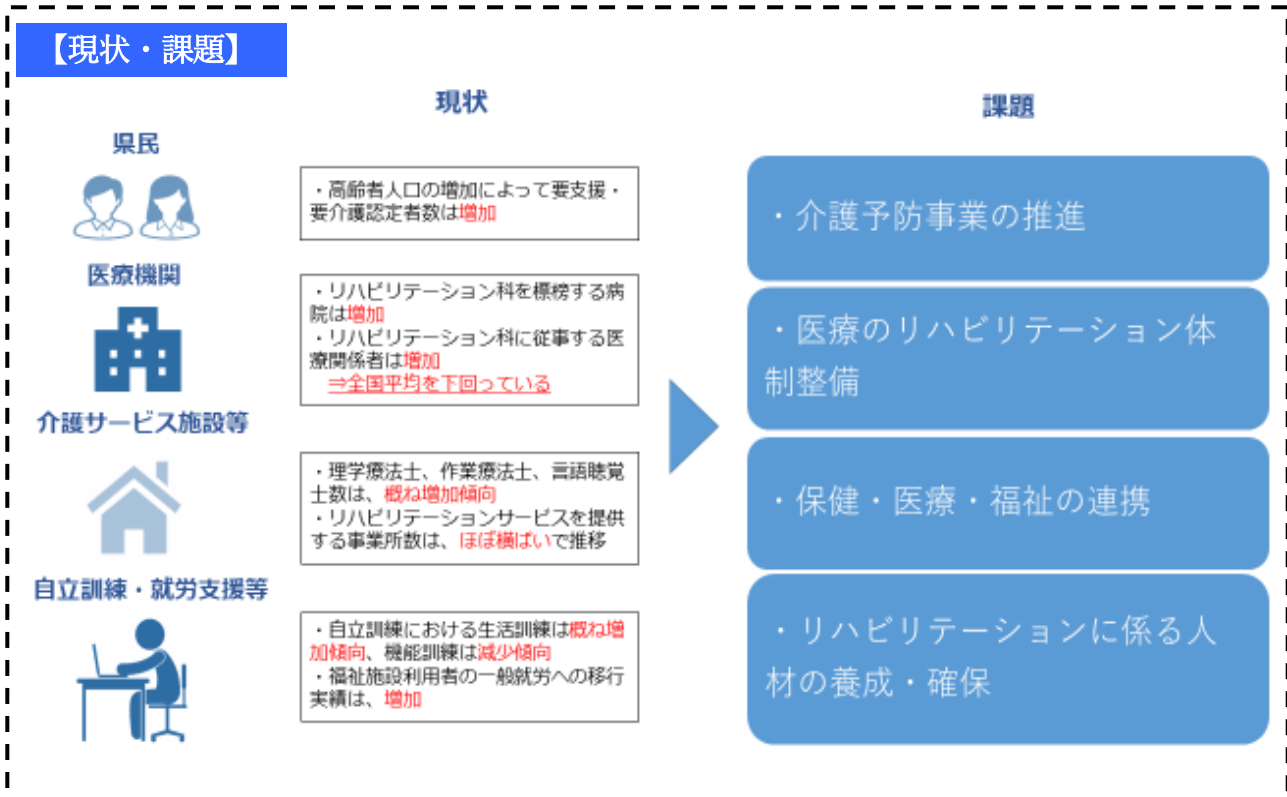 【現状・課題】
現状
課題
県民
・高齢者人口の増加によって要支援・
要介護認定者数は増加
・介護予防事業の推進
医療機関
・リハビリテーション科を標榜する病
院は増加
・リハビリテーション科に従事する医
療関係者は増加
⇒全国平均を下回っている
・医療のリハビリテーション体
制整備
介護サービス施設等
・理学療法士、作業療法士、言語聴覚
士数は、概ね増加傾向
・リハビリテーションサービスを提供
する事業所数は、ほぼ横ばいで推移
・保健・医療・福祉の連携
自立訓練・就労支援等
・自立訓練における生活訓練は概ね増
加傾向、機能訓練は減少傾向
・福祉施設利用者の一般就労への移行
実績は、増加
・リハビリテーションに係る人
材の養成・確保